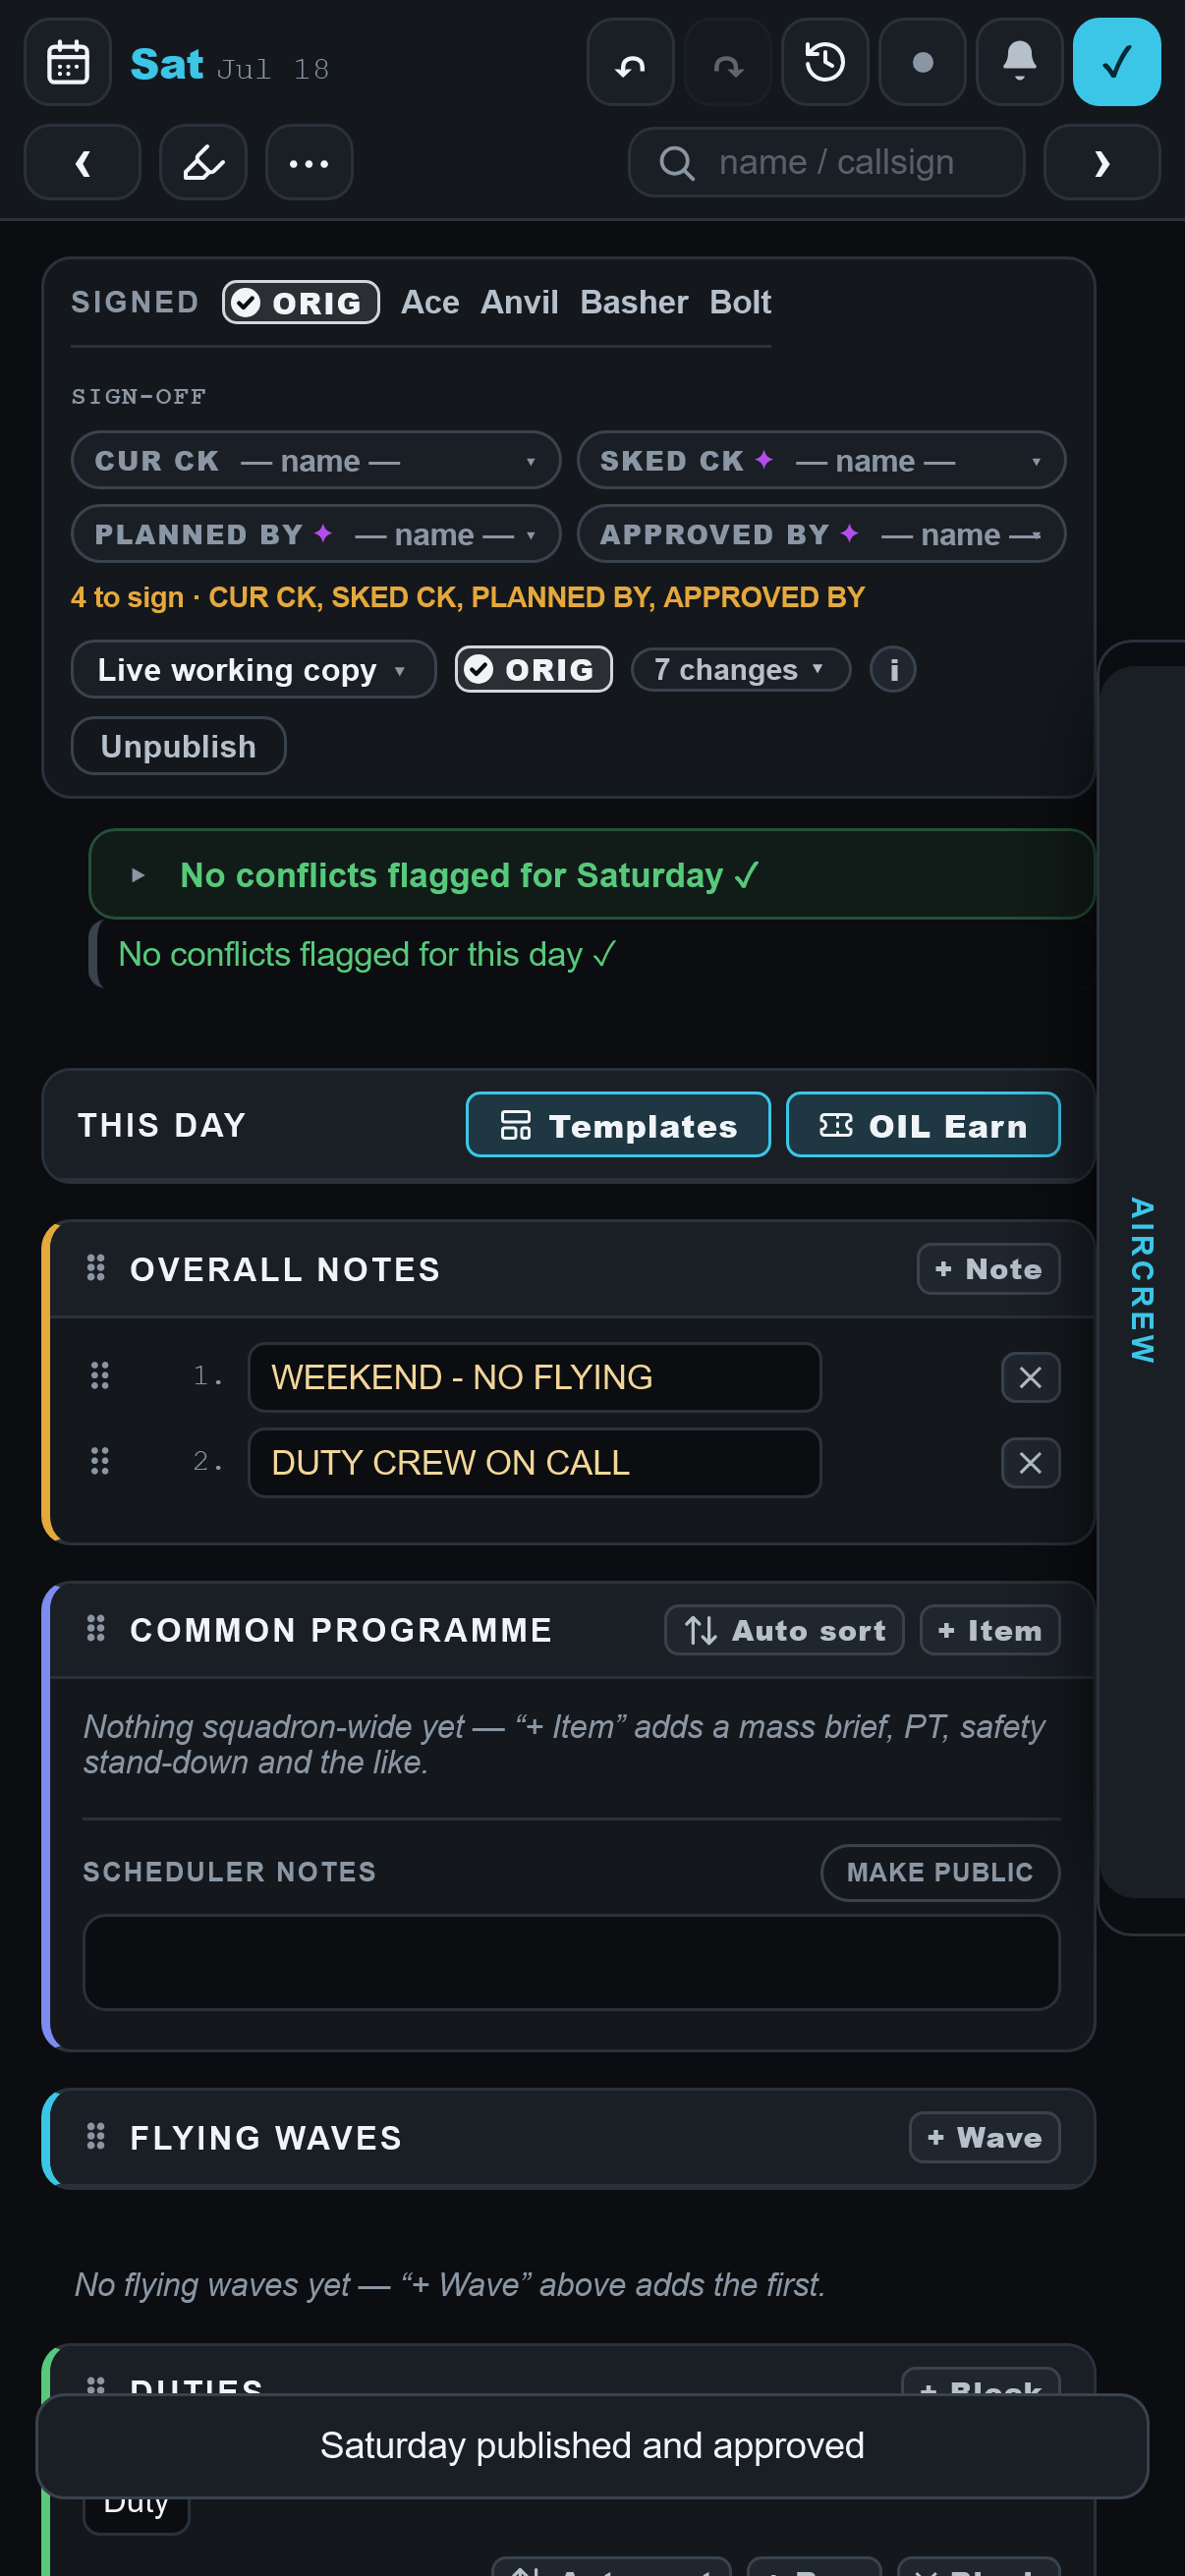 Sat Jul 18
name / callsign
SIGNED ORIG Ace Anvil Basher Bolt
SIGN-OFF
CUR CK — name —
SKED CK — name —
PLANNED BY — name —
APPROVED BY — name —
4 to sign · CUR CK, SKED CK, PLANNED BY, APPROVED BY
Live working copy ORIG 7 changes i
Unpublish
No conflicts flagged for Saturday ✓
No conflicts flagged for this day ✓
AIRCREW
THIS DAY Templates OIL Earn
OVERALL NOTES + Note
1. WEEKEND - NO FLYING
2. DUTY CREW ON CALL
COMMON PROGRAMME Auto sort + Item
Nothing squadron-wide yet — “+ Item” adds a mass brief, PT, safety
stand-down and the like.
SCHEDULER NOTES MAKE PUBLIC
FLYING WAVES + Wave
No flying waves yet — “+ Wave” above adds the first.
DUTIES + Block
Saturday published and approved
Duty